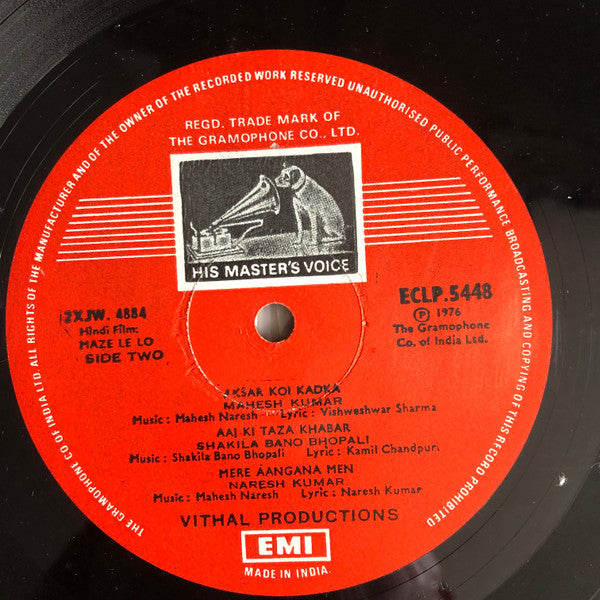 THE GRAMOPHONE CO OF INDIA LTD. ALL RIGHTS OF THE MANUFACTURER AND OF THE OWNER OF THE RECORDED WORK RESERVED UNAUTHORISED PUBLIC PERFORMANCE BROADCASTING AND COPYING OF THIS RECORD PROHIBITED
REGD. TRADE MARK OF
THE GRAMOPHONE CO., LTD.
HIS MASTER'S VOICE
2XJW. 4884
Hindi Film:
MAZE LE LO
SIDE TWO
ECLP.5448
Ⓟ 1976
The Gramophone
Co. of India Ltd.
AKSAR KOI KADKA
MAHESH KUMAR
Music: Mahesh Naresh Lyric: Vishweshwar Sharma
AAJ KI TAZA KHABAR
SHAKILA BANO BHOPALI
Music: Shakila Bano Bhopali Lyric: Kamil Chandpuri
MERE AANGANA MEN
NARESH KUMAR
Music: Mahesh Naresh Lyric: Naresh Kumar
VITHAL PRODUCTIONS
EMI
MADE IN INDIA